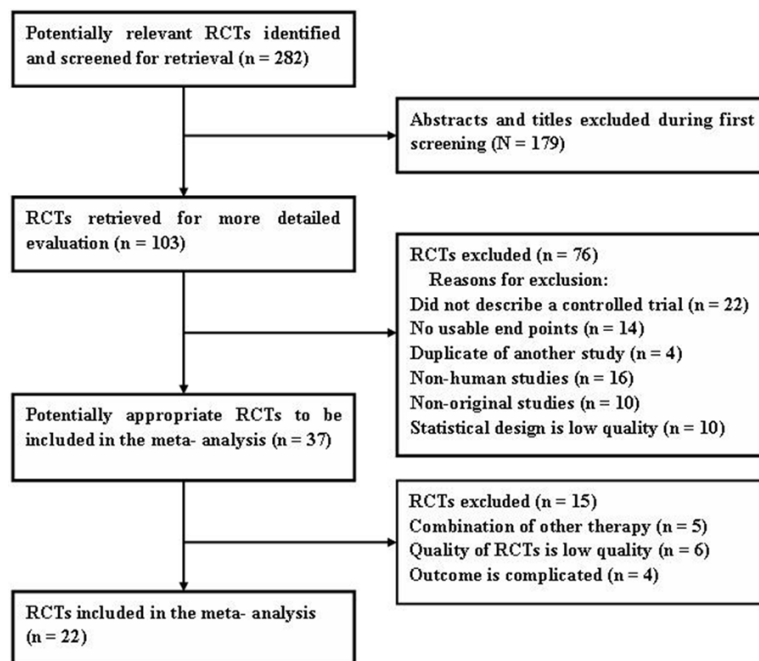 Potentially relevant RCTs identified
and screened for retrieval (n = 282)
Abstracts and titles excluded during first
screening (N = 179)
RCTs retrieved for more detailed
evaluation (n = 103)
RCTs excluded (n = 76)
Reasons for exclusion:
Did not describe a controlled trial (n = 22)
No usable end points (n = 14)
Duplicate of another study (n = 4)
Non-human studies (n = 16)
Non-original studies (n = 10)
Statistical design is low quality (n = 10)
Potentially appropriate RCTs to be
included in the meta- analysis (n = 37)
RCTs excluded (n = 15)
Combination of other therapy (n = 5)
Quality of RCTs is low quality (n = 6)
Outcome is complicated (n = 4)
RCTs included in the meta- analysis
(n = 22)